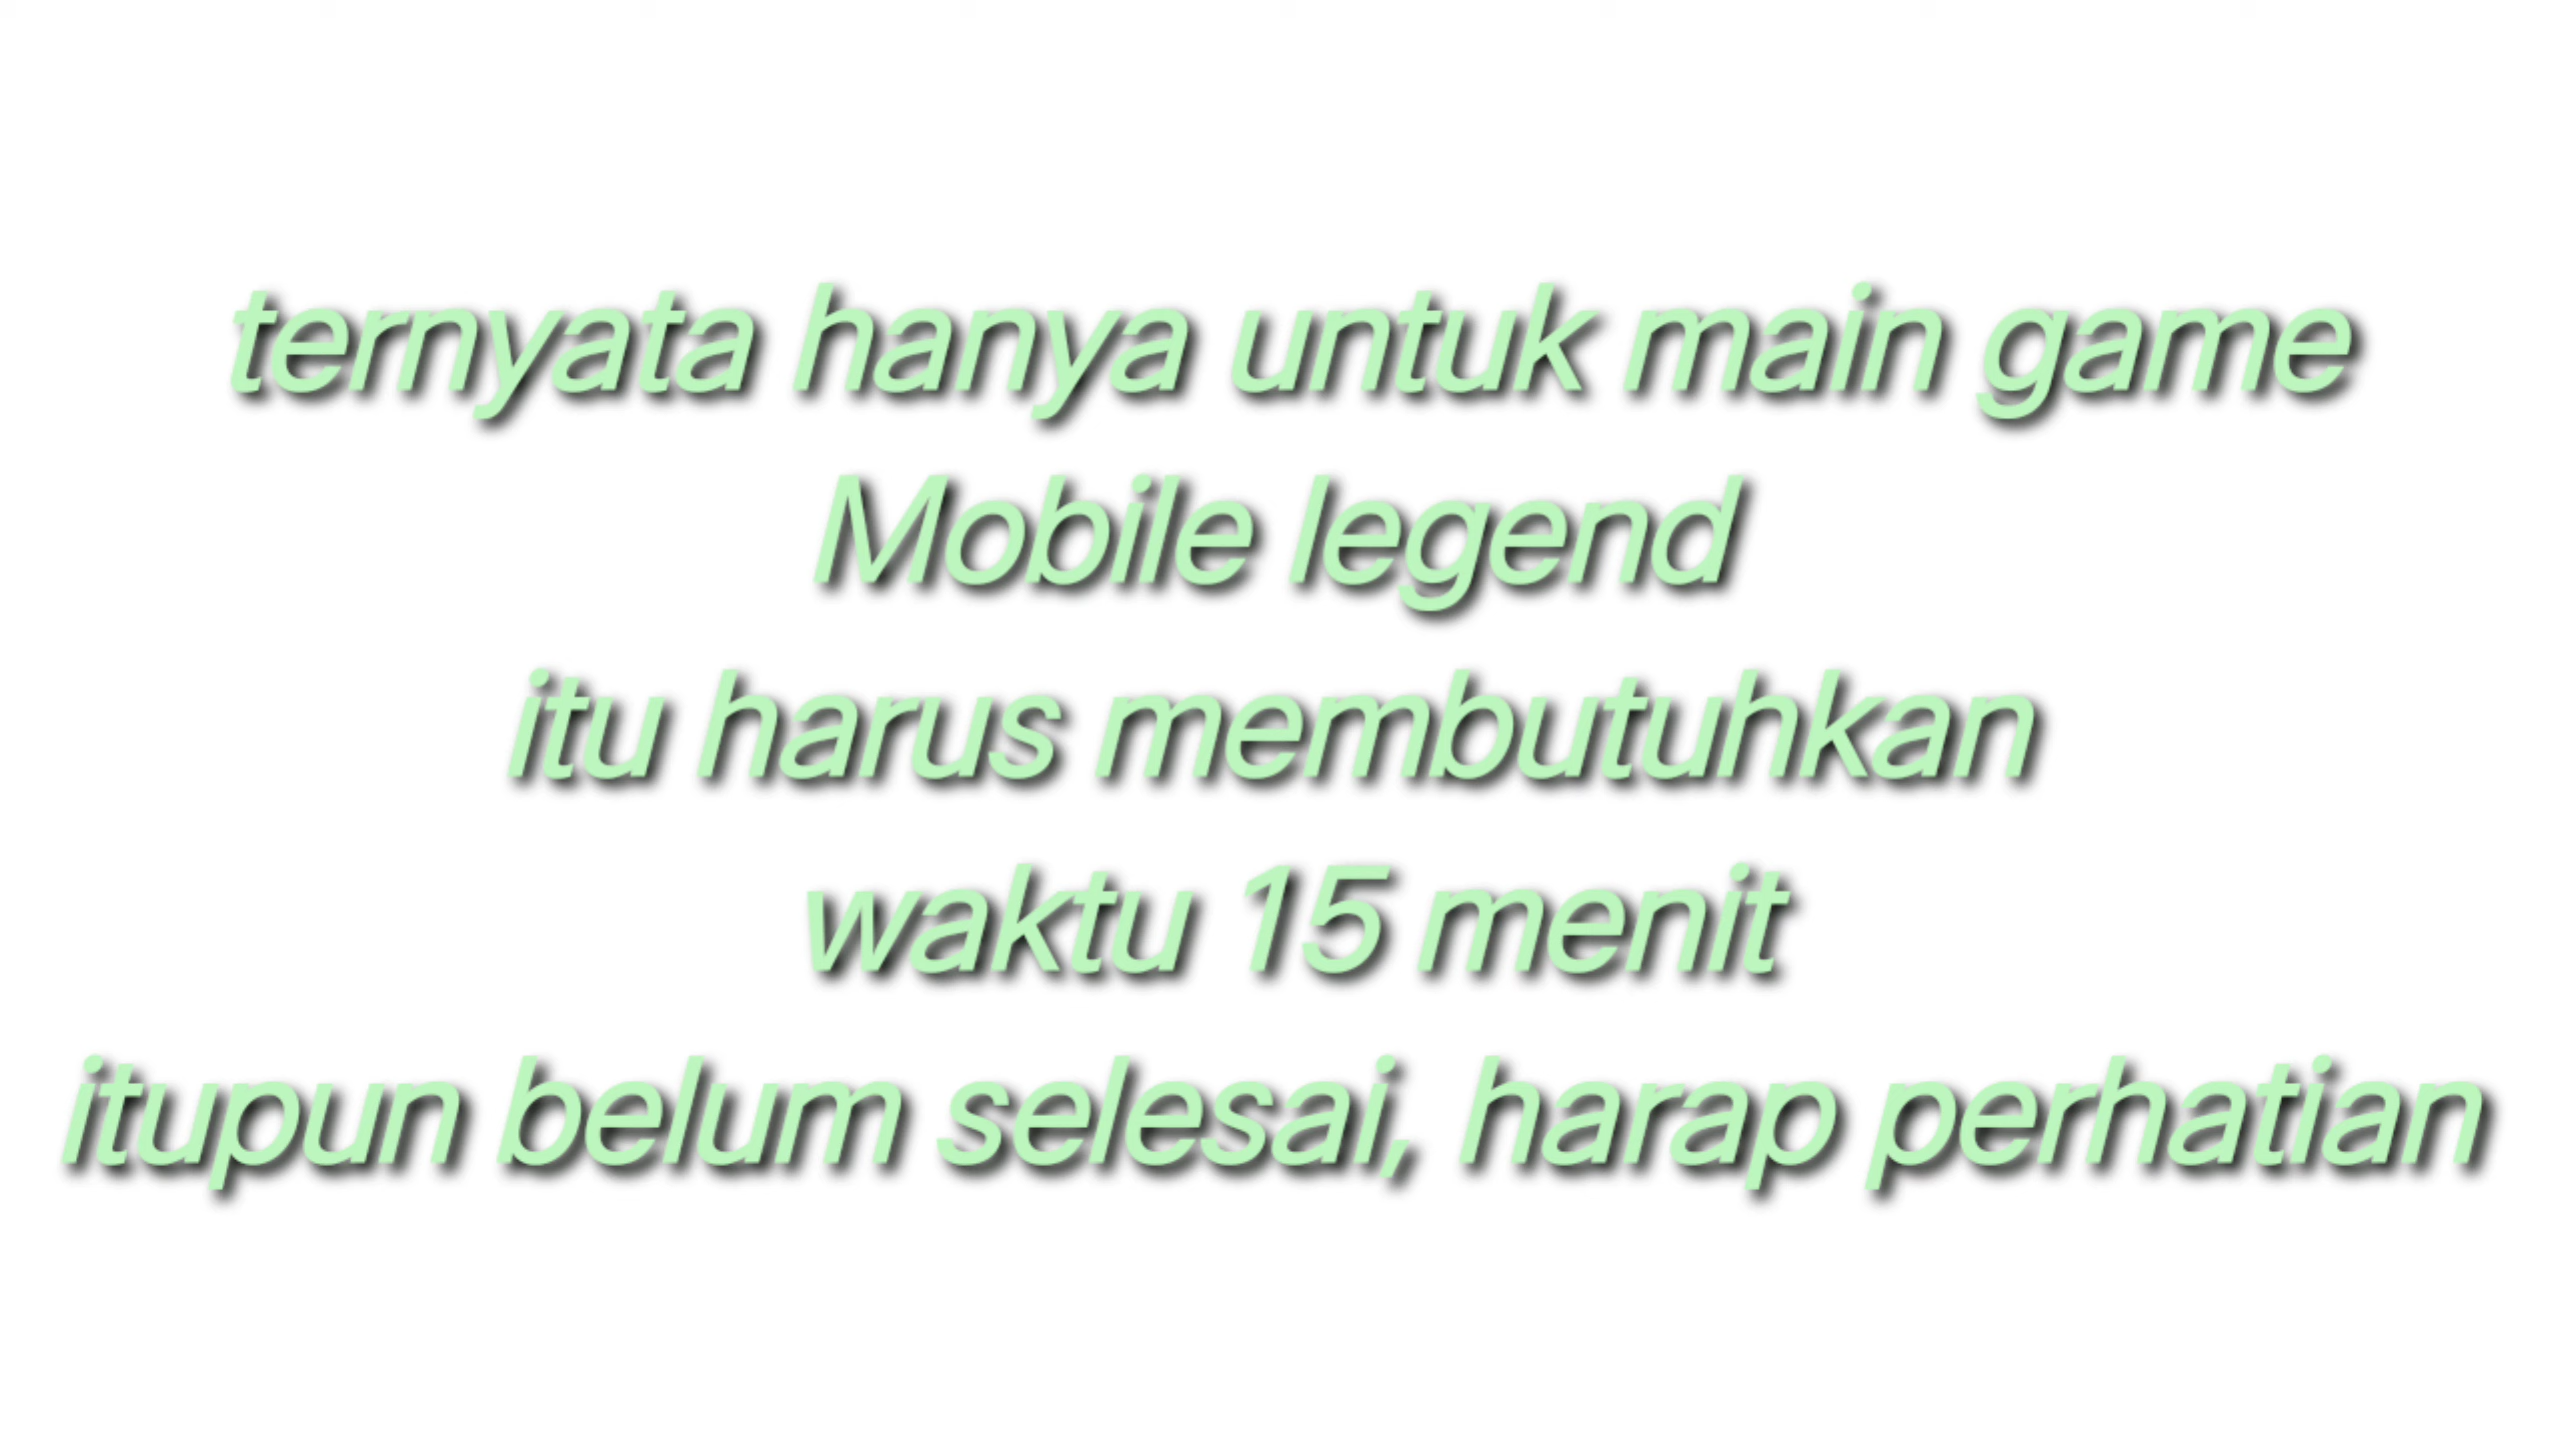 ternyata hanya untuk main game
Mobile legend
itu harus membutuhkan
waktu 15 menit
itupun belum selesai, harap perhatian